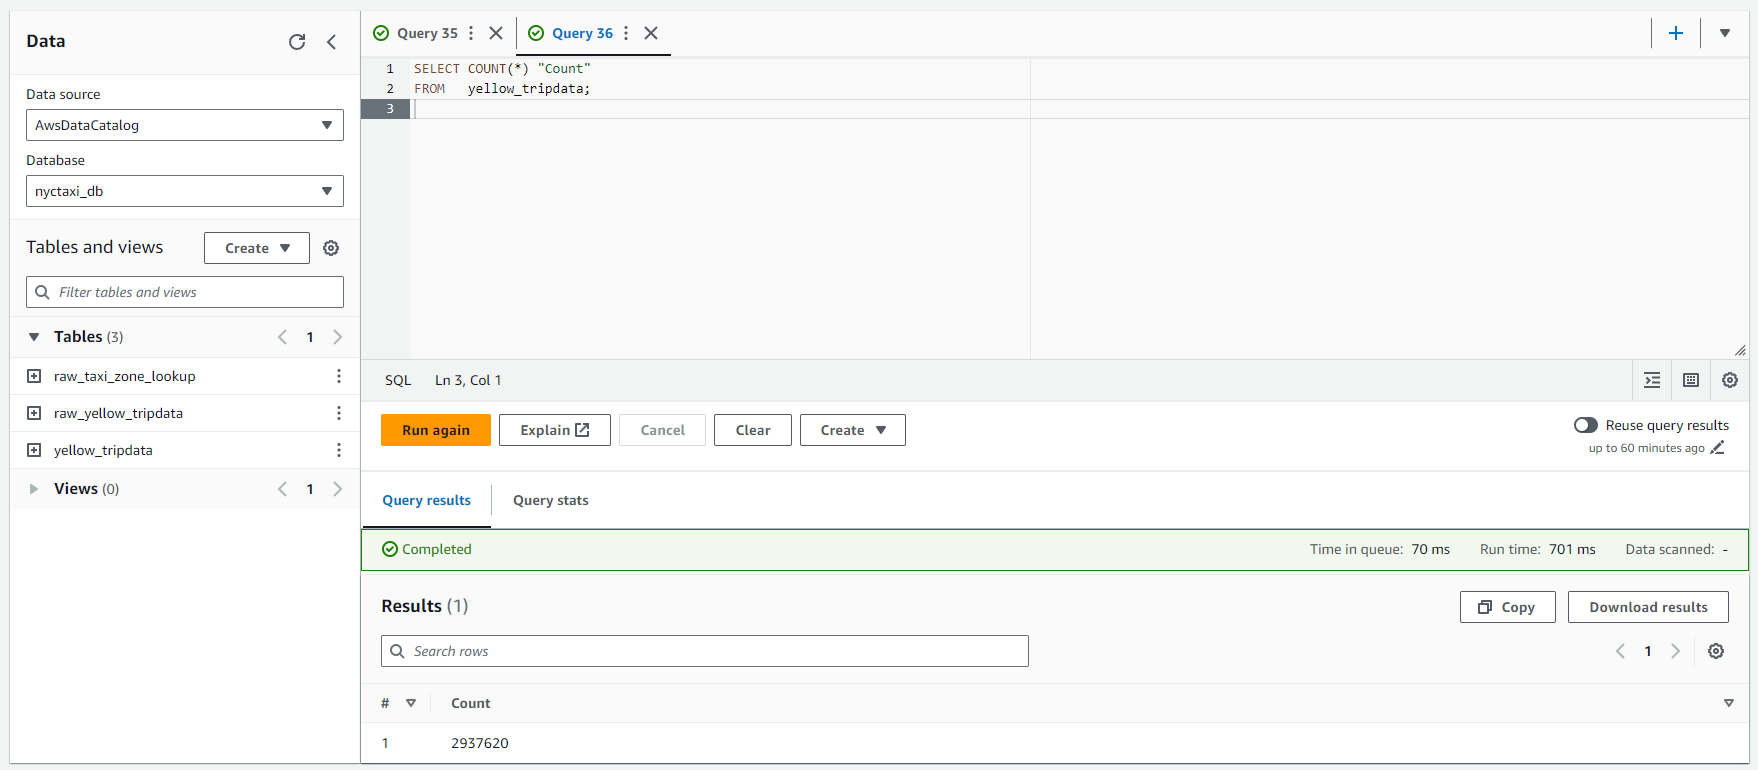 Data
Data source
AwsDataCatalog
Database
nyctaxi_db
Tables and views
Create
Filter tables and views
Tables (3)
1
raw_taxi_zone_lookup
raw_yellow_tripdata
yellow_tripdata
Views (0)
1
Query 35
Query 36
1 SELECT COUNT(*) "Count"
2 FROM   yellow_tripdata;
3
SQL Ln 3, Col 1
Run again Explain Cancel Clear Create
Reuse query results
up to 60 minutes ago
Query results Query stats
Completed Time in queue: 70 ms Run time: 701 ms Data scanned: -
Results (1)
Copy Download results
Search rows
1
# Count
1 2937620